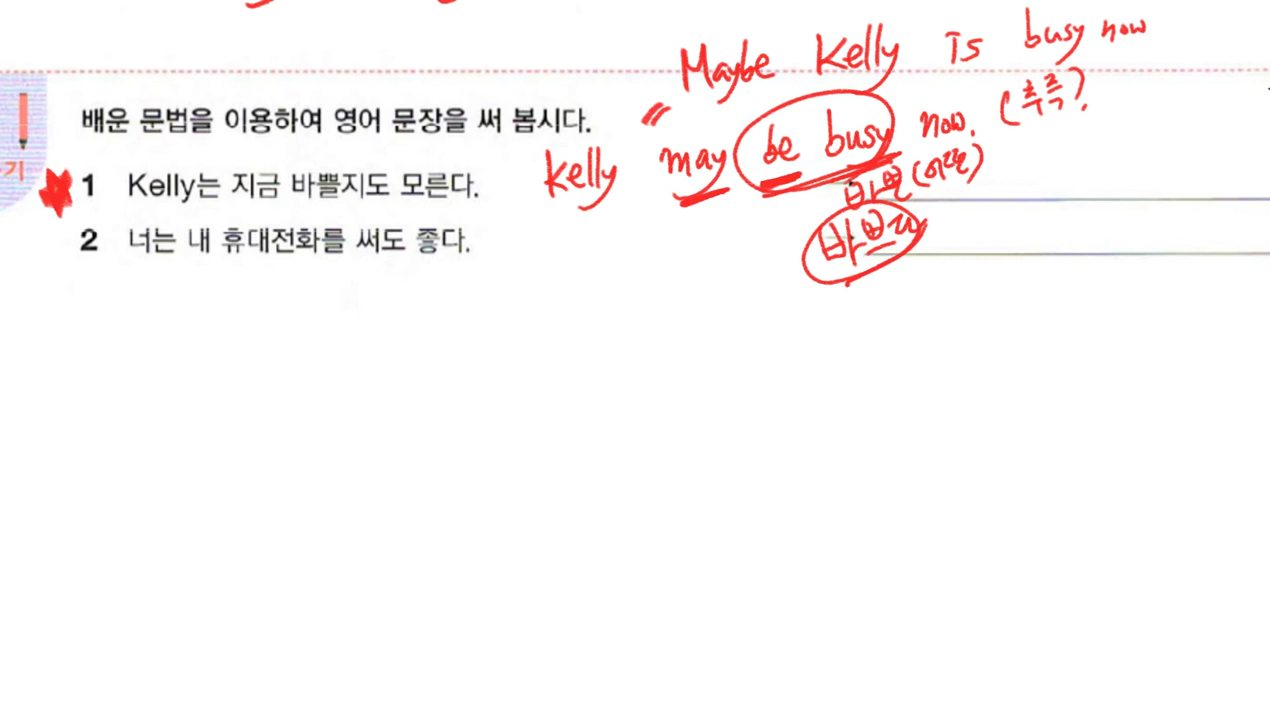 Maybe Kelly is busy now
배운 문법을 이용하여 영어 문장을 써 봅시다.
Kelly may be busy now. (추측)
기
1 Kelly는 지금 바쁠지도 모른다.
바쁜
2 너는 내 휴대전화를 써도 좋다.
바쁘다